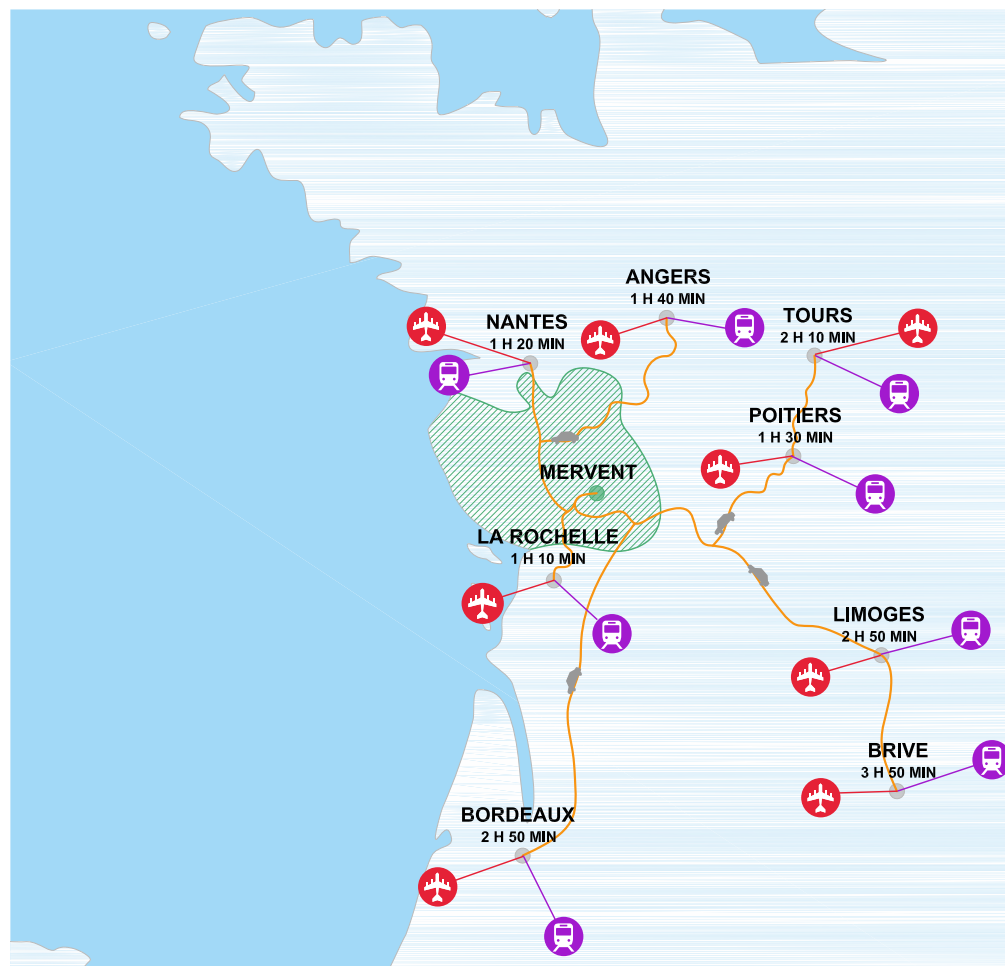 ANGERS
1 H 40 MIN
NANTES
1 H 20 MIN
TOURS
2 H 10 MIN
POITIERS
1 H 30 MIN
MERVENT
LA ROCHELLE
1 H 10 MIN
LIMOGES
2 H 50 MIN
BRIVE
3 H 50 MIN
BORDEAUX
2 H 50 MIN